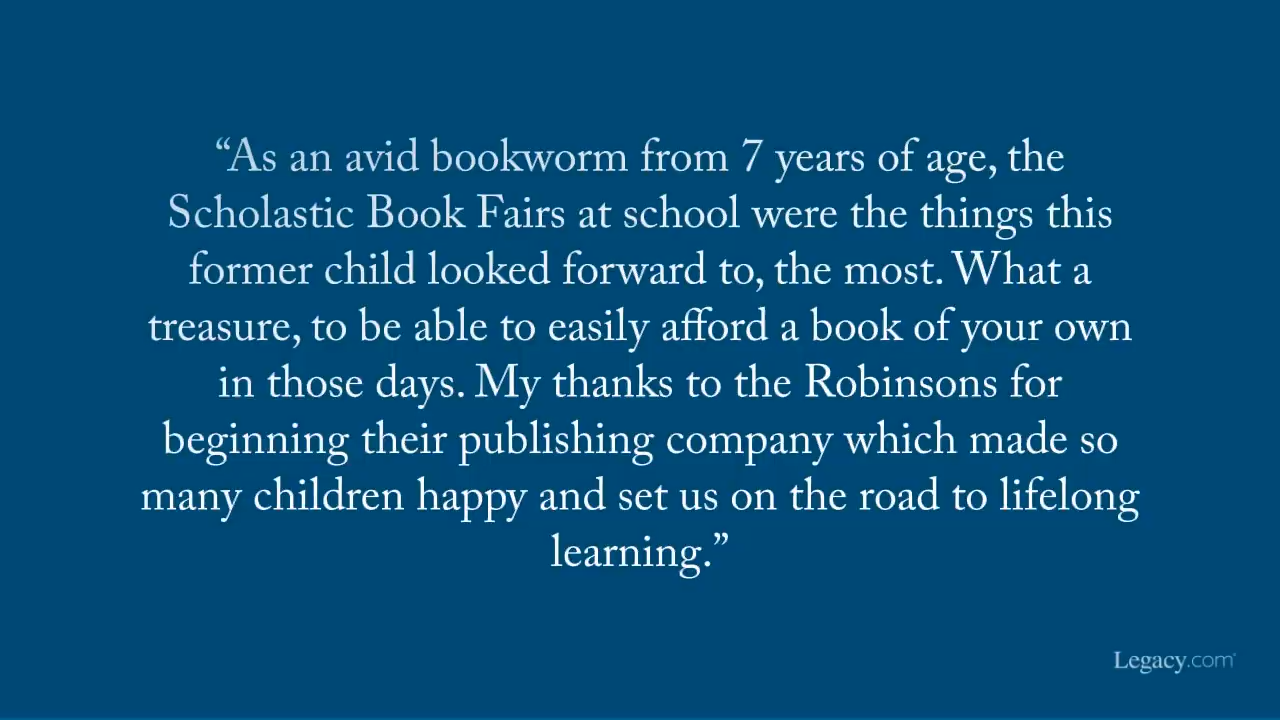 “As an avid bookworm from 7 years of age, the
Scholastic Book Fairs at school were the things this
former child looked forward to, the most. What a
treasure, to be able to easily afford a book of your own
in those days. My thanks to the Robinsons for
beginning their publishing company which made so
many children happy and set us on the road to lifelong
learning.”
Legacy.com